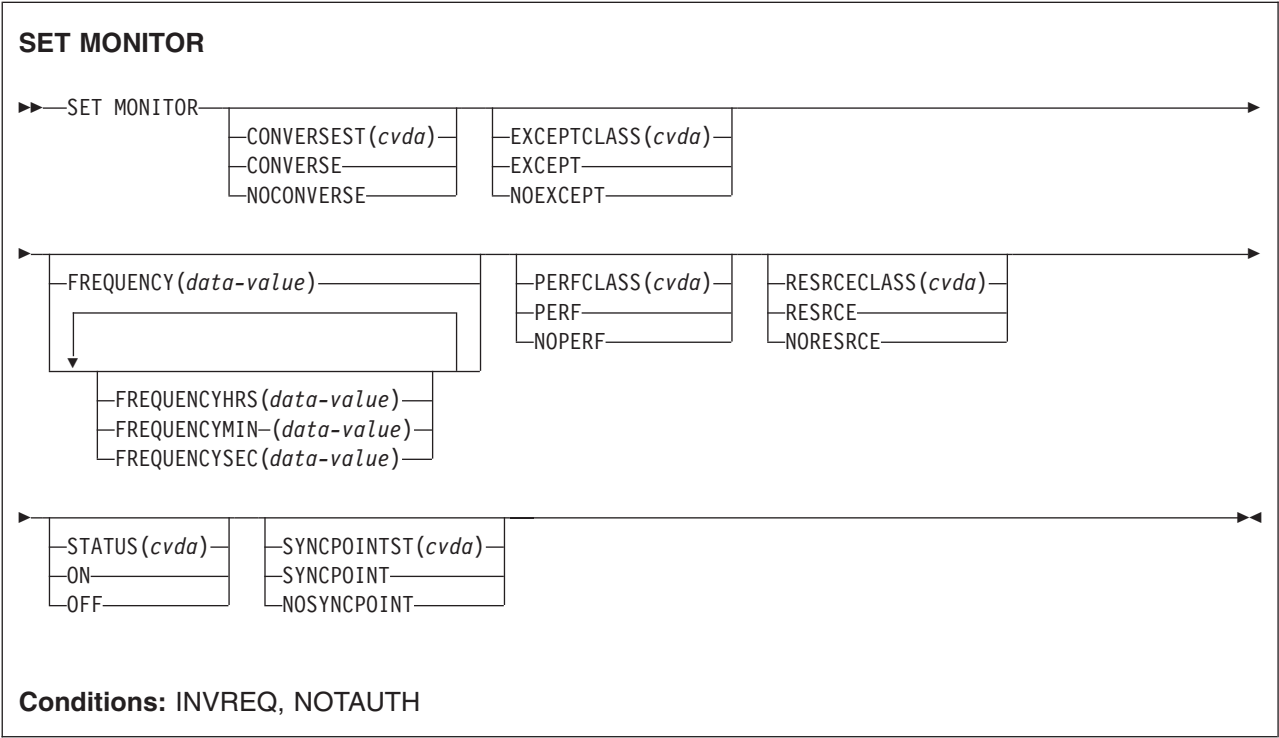 SET MONITOR
SET MONITOR
CONVERSEST(cvda)
CONVERSE
NOCONVERSE
EXCEPTCLASS(cvda)
EXCEPT
NOEXCEPT
FREQUENCY(data-value)
FREQUENCYHRS(data-value)
FREQUENCYMIN-(data-value)
FREQUENCYSEC(data-value)
PERFCLASS(cvda)
PERF
NOPERF
RESRCECLASS(cvda)
RESRCE
NORESRCE
STATUS(cvda)
ON
OFF
SYNCPOINTST(cvda)
SYNCPOINT
NOSYNCPOINT
Conditions: INVREQ, NOTAUTH